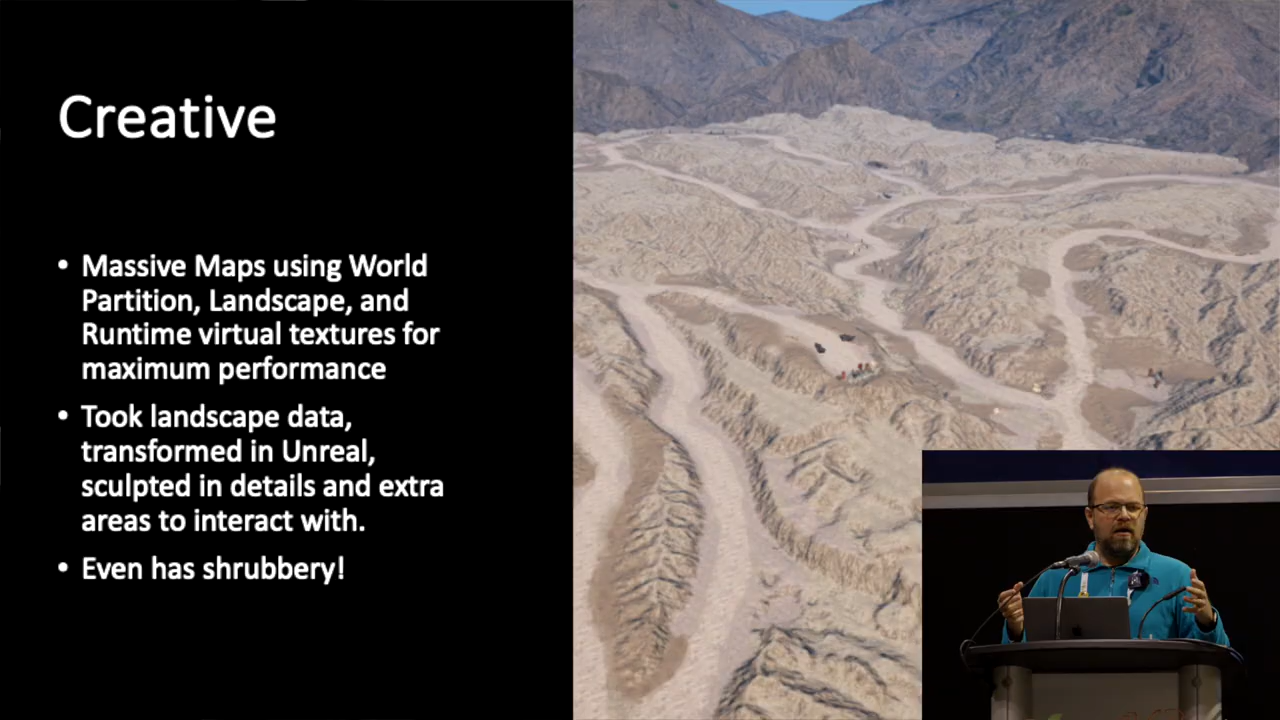 Creative
• Massive Maps using World
Partition, Landscape, and
Runtime virtual textures for
maximum performance
• Took landscape data,
transformed in Unreal,
sculpted in details and extra
areas to interact with.
• Even has shrubbery!